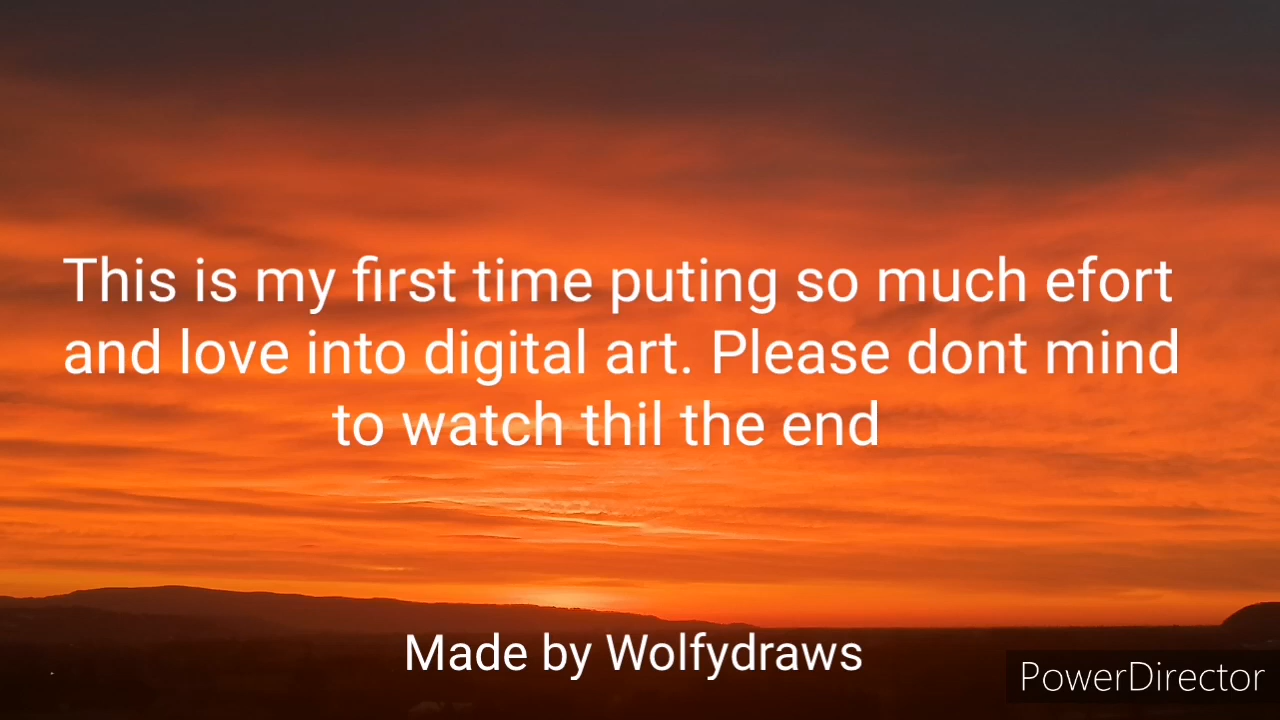 This is my first time puting so much efort
and love into digital art. Please dont mind
to watch thil the end
Made by Wolfydraws
PowerDirector